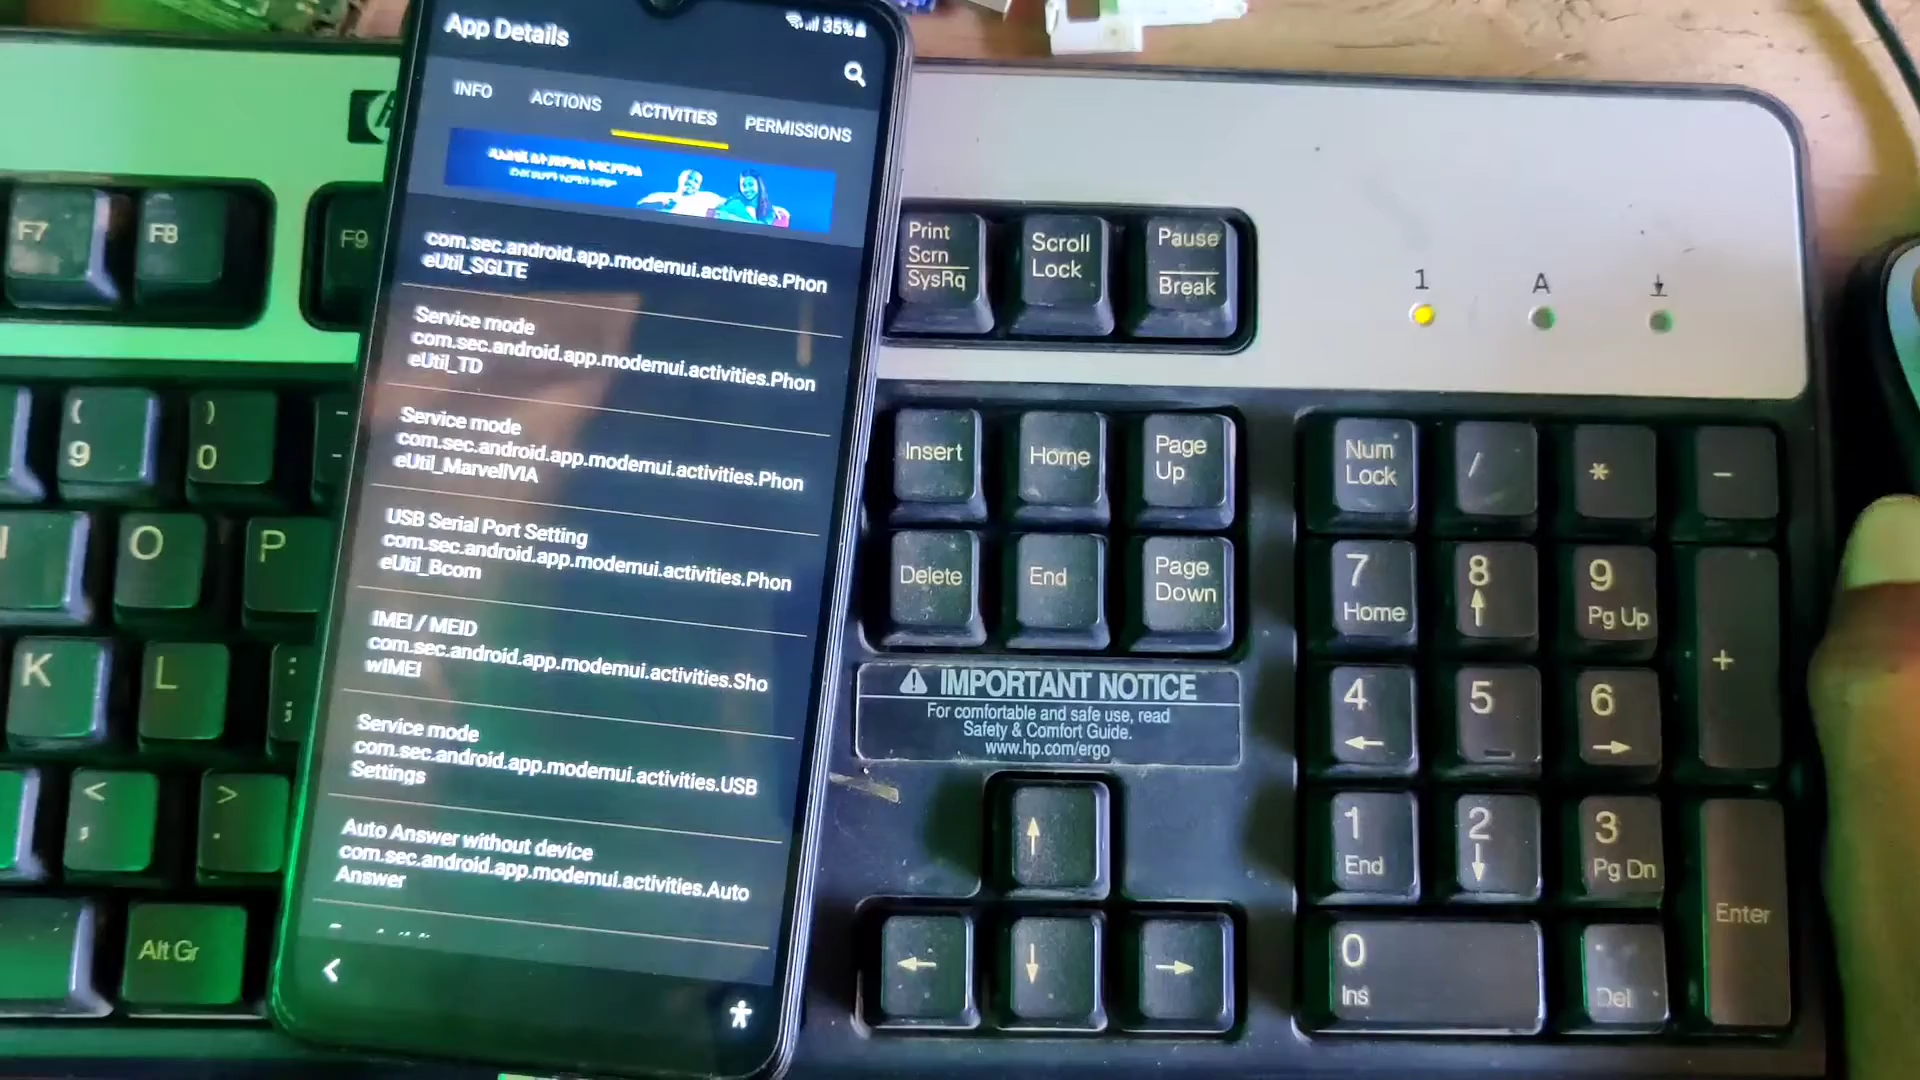 App Details
35%
INFO
ACTIONS
ACTIVITIES
PERMISSIONS
com.sec.android.app.modemui.activities.Phon
eUtil_SGLTE
Service mode
com.sec.android.app.modemui.activities.Phon
eUtil_TD
Service mode
com.sec.android.app.modemui.activities.Phon
eUtil_MarvellVIA
USB Serial Port Setting
com.sec.android.app.modemui.activities.Phon
eUtil_Bcom
IMEI / MEID
com.sec.android.app.modemui.activities.Sho
wIMEI
Service mode
com.sec.android.app.modemui.activities.USB
Settings
Auto Answer without device
com.sec.android.app.modemui.activities.Auto
Answer
F7
F8
F9
Print
Scrn
SysRq
Scroll
Lock
Pause
Break
1
A
(
9
)
0
-
Insert
Home
Page
Up
Num
Lock
/
*
-
O
P
Delete
End
Page
Down
7
Home
8
9
Pg Up
+
K
L
:
;
IMPORTANT NOTICE
For comfortable and safe use, read
Safety & Comfort Guide.
www.hp.com/ergo
4
5
6
<
,
>
.
1
End
2
3
Pg Dn
Enter
Alt Gr
0
Ins
.
Del